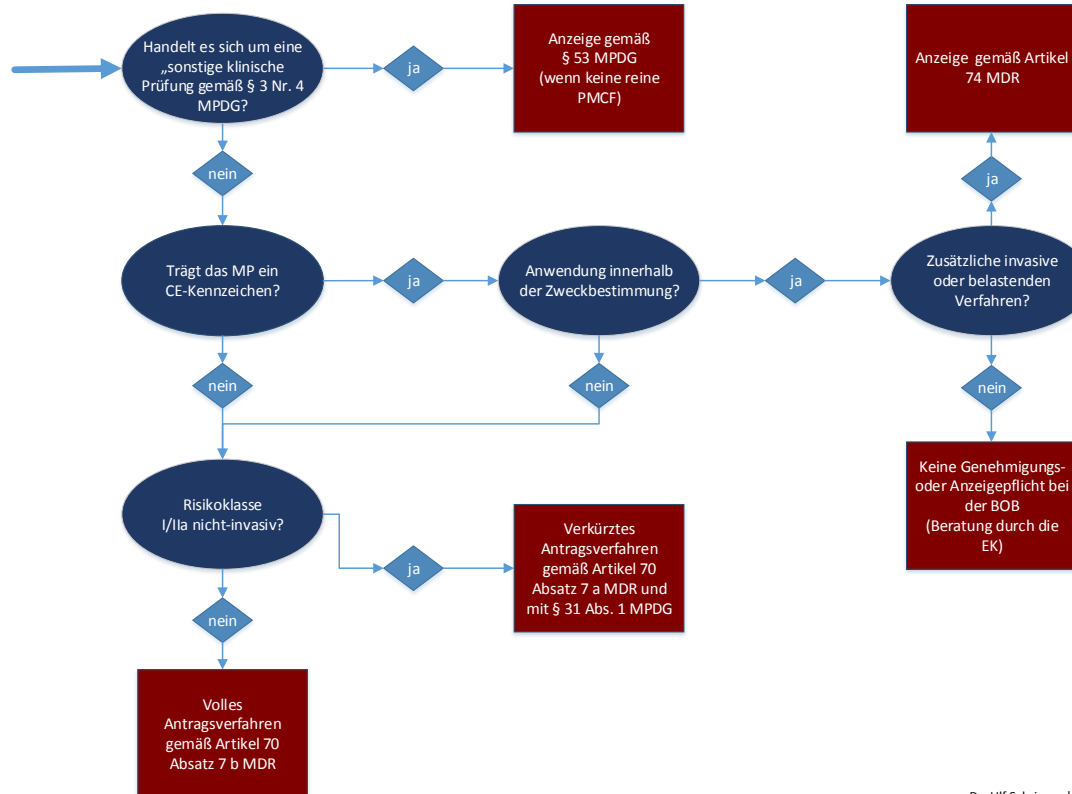 Handelt es sich um eine
„sonstige klinische
Prüfung gemäß § 3 Nr. 4
MPDG?
ja
Anzeige gemäß
§ 53 MPDG
(wenn keine reine
PMCF)
Anzeige gemäß Artikel
74 MDR
nein
ja
Trägt das MP ein
CE-Kennzeichen?
ja
Anwendung innerhalb
der Zweckbestimmung?
ja
Zusätzliche invasive
oder belastenden
Verfahren?
nein
nein
nein
Risikoklasse
I/IIa nicht-invasiv?
ja
Verkürztes
Antragsverfahren
gemäß Artikel 70
Absatz 7 a MDR und
mit § 31 Abs. 1 MPDG
Keine Genehmigungs-
oder Anzeigepflicht bei
der BOB
(Beratung durch die
EK)
nein
Volles
Antragsverfahren
gemäß Artikel 70
Absatz 7 b MDR